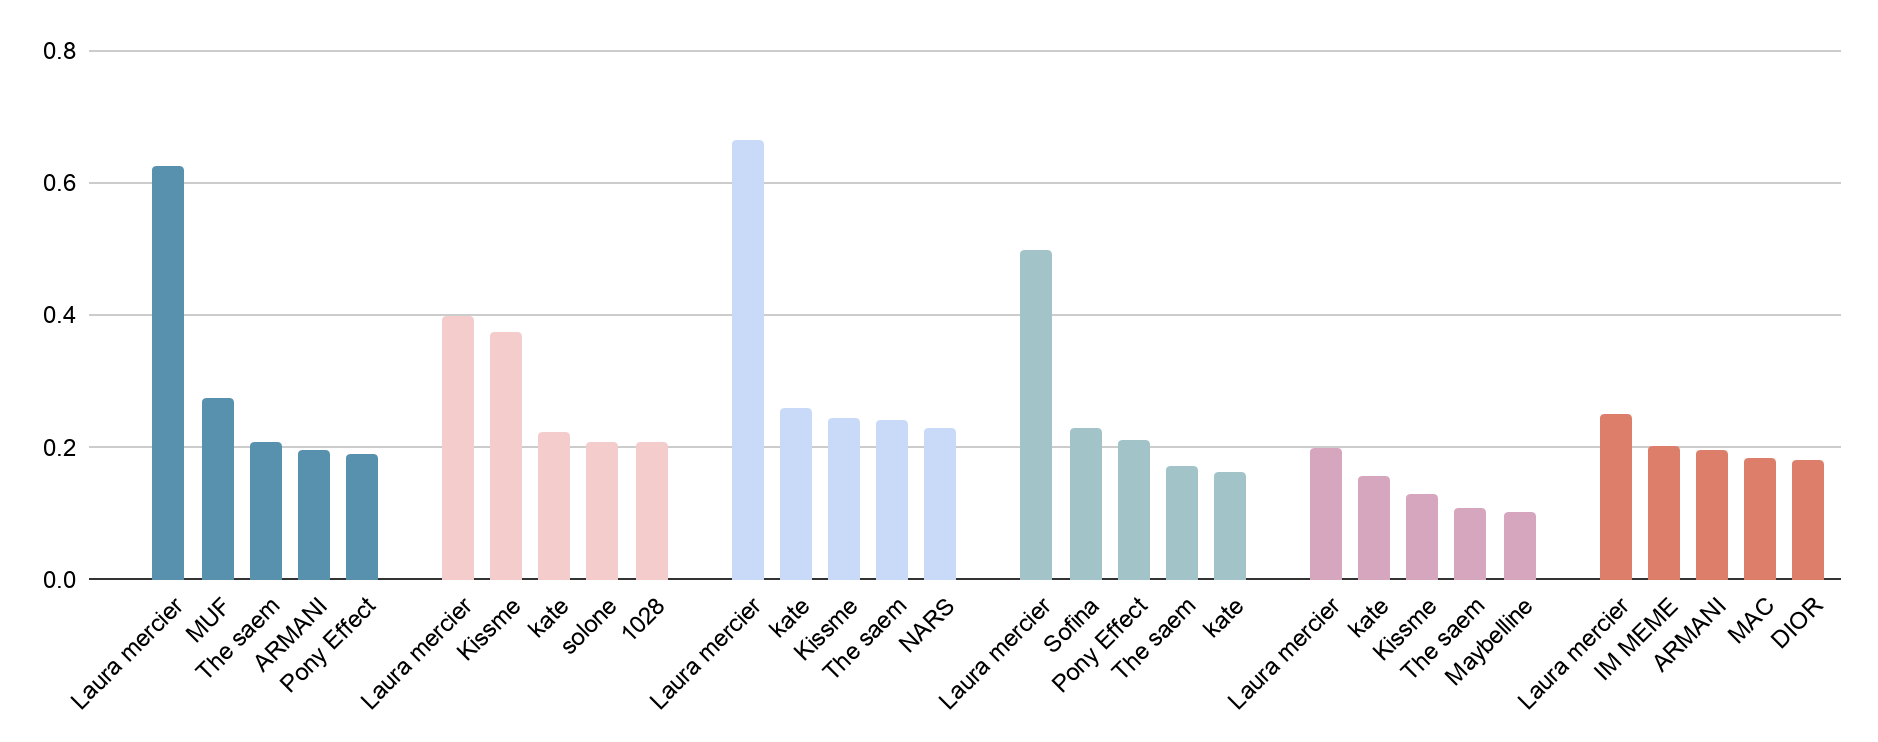 0.8
0.6
0.4
0.2
0.0
Laura mercier
MUF
The saem
ARMANI
Pony Effect
Laura mercier
Kissme
kate
solone
1028
Laura mercier
kate
Kissme
The saem
NARS
Laura mercier
Sofina
Pony Effect
The saem
kate
Laura mercier
kate
Kissme
The saem
Maybelline
Laura mercier
IM MEME
ARMANI
MAC
DIOR